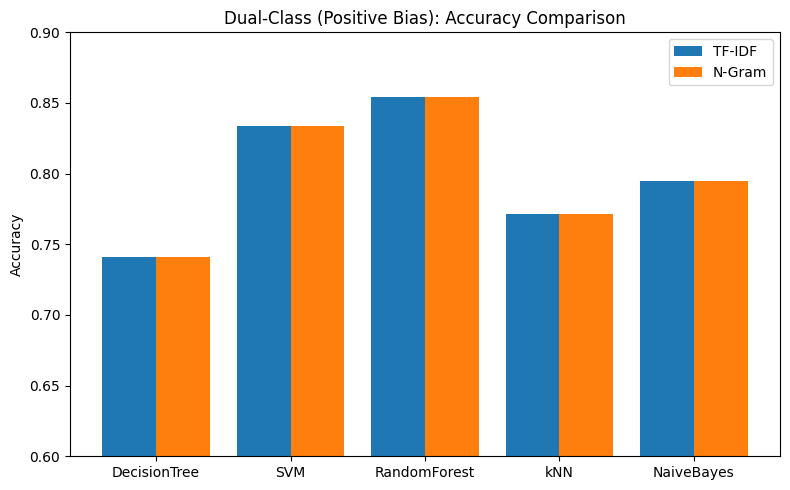 Dual-Class (Positive Bias): Accuracy Comparison
TF-IDF
N-Gram
Accuracy
0.90
0.85
0.80
0.75
0.70
0.65
0.60
DecisionTree SVM RandomForest kNN NaiveBayes